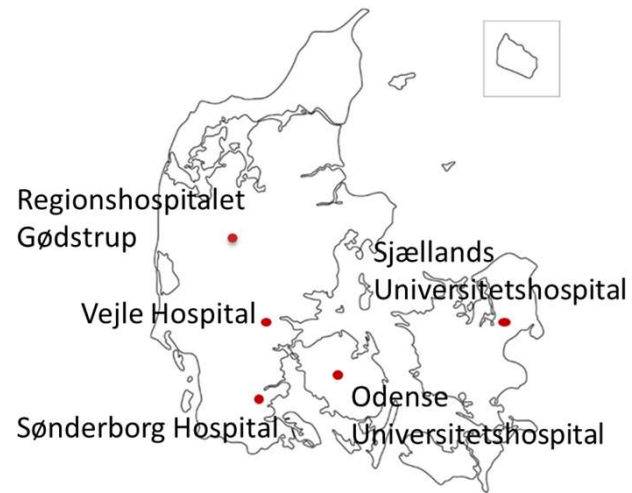 Regionshospitalet
Gødstrup
Sjællands
Universitetshospital
Vejle Hospital
Odense
Universitetshospital
Sønderborg Hospital